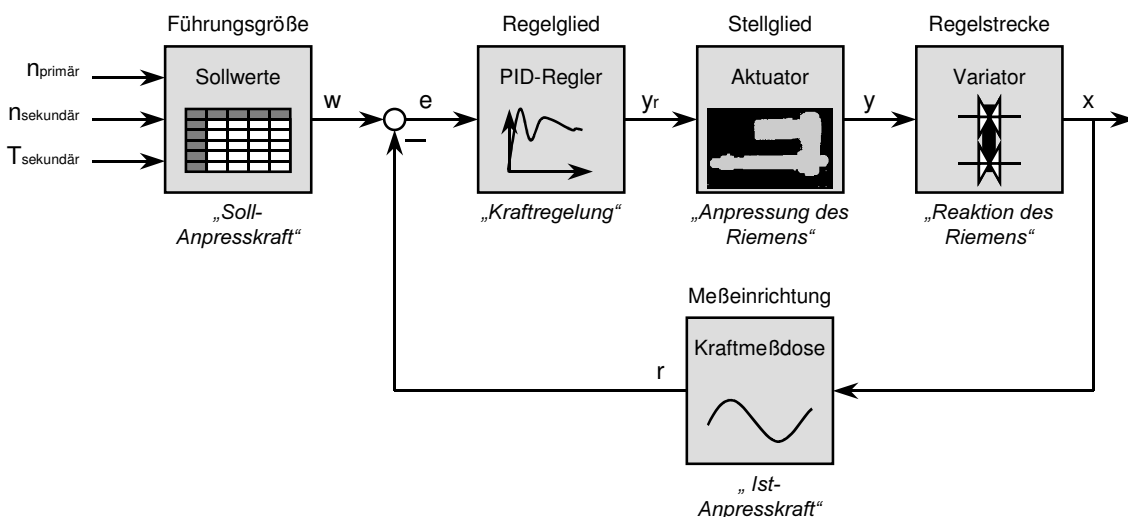 Führungsgröße
Regelglied
Stellglied
Regelstrecke
nprimär
nsekundär
Tsekundär
Sollwerte
w
e
PID-Regler
yr
Aktuator
y
Variator
x
–
„Soll-
Anpresskraft“
„Kraftregelung“
„Anpressung des
Riemens“
„Reaktion des
Riemens“
Meßeinrichtung
Kraftmeßdose
r
„ Ist-
Anpresskraft“